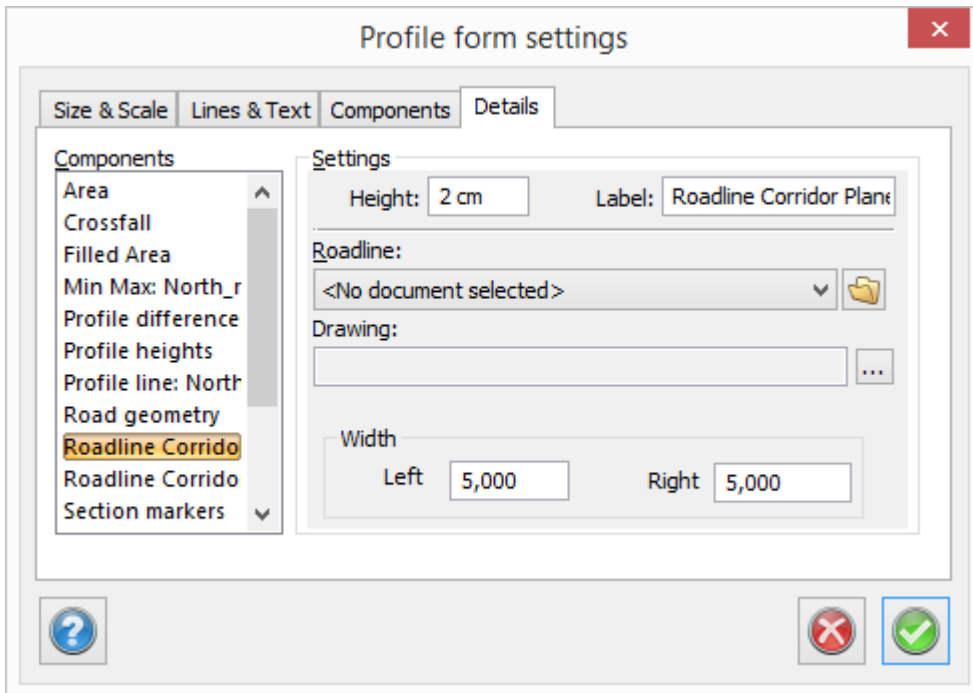 Profile form settings
Size & Scale Lines & Text Components Details
Components
Area
Crossfall
Filled Area
Min Max: North_r
Profile difference
Profile heights
Profile line: North
Road geometry
Roadline Corrido
Roadline Corrido
Section markers
Settings
Height: 2 cm Label: Roadline Corridor Plane
Roadline:
<No document selected>
Drawing:
...
Width
Left 5,000 Right 5,000